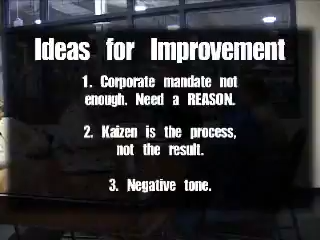 Ideas for Improvement
1. Corporate mandate not
enough. Need a REASON.
2. Kaizen is the process,
not the result.
3. Negative tone.